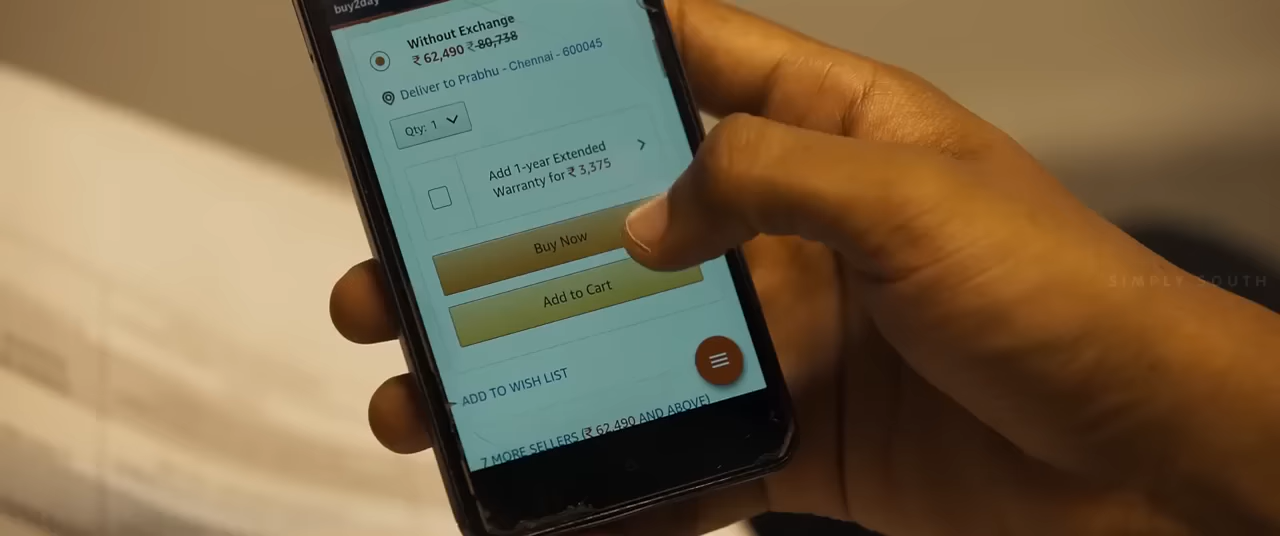 buy2day
Without Exchange
₹ 62,490 ₹ 80,738
Deliver to Prabhu - Chennai - 600045
Qty: 1
Add 1-year Extended
Warranty for ₹ 3,375
Buy Now
Add to Cart
ADD TO WISH LIST
7 MORE SELLERS (₹ 62,490 AND ABOVE)
SIMPLY SOUTH